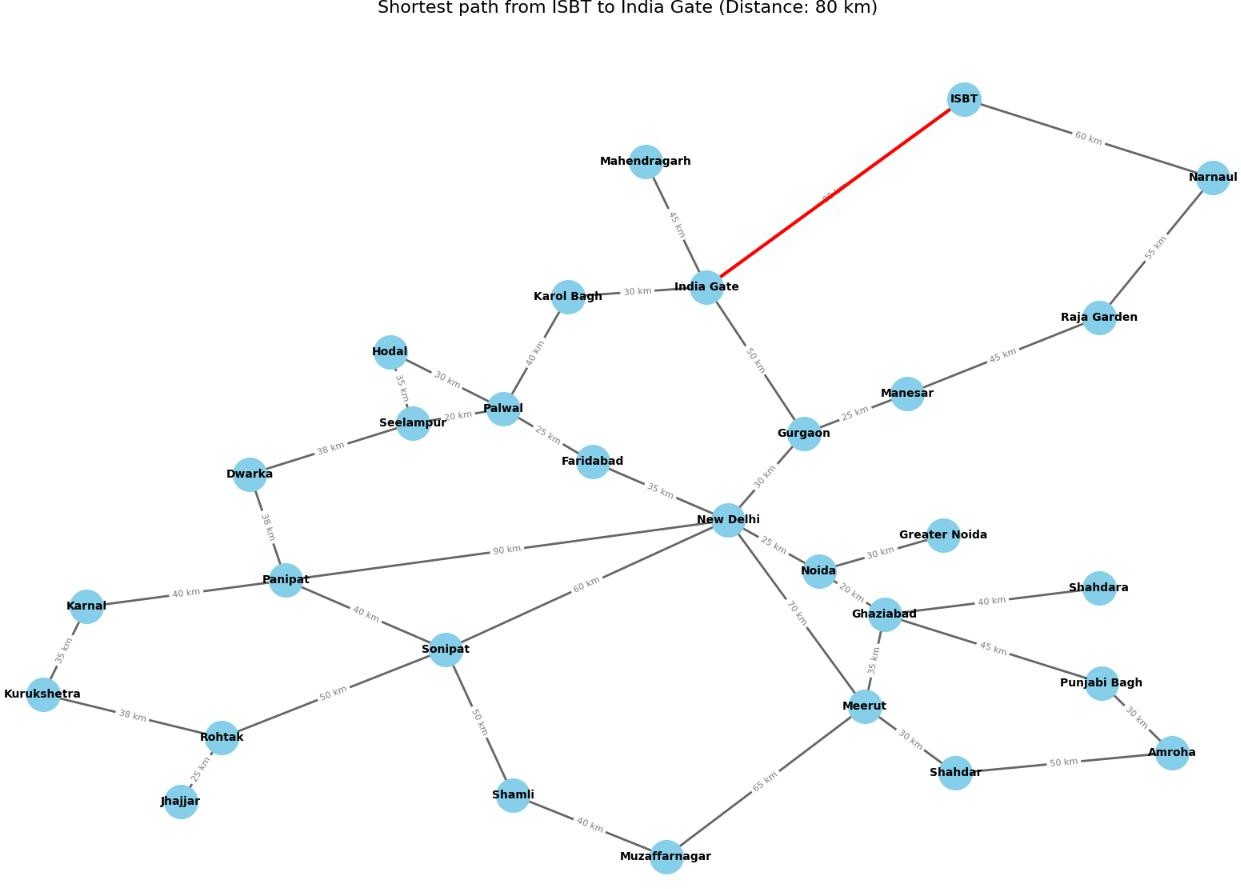 Shortest path from ISBT to India Gate (Distance: 80 km)
ISBT
60 km
Mahendragarh
Narnaul
45 km
55 km
India Gate
Karol Bagh
30 km
Raja Garden
Hodal
40 km
50 km
45 km
30 km
35 km
Manesar
Palwal
20 km
25 km
Seelampur
Gurgaon
25 km
38 km
Faridabad
Dwarka
30 km
35 km
New Delhi
38 km
Greater Noida
25 km
90 km
30 km
Noida
Panipat
60 km
Shahdara
40 km
20 km
Karnal
40 km
70 km
Ghaziabad
40 km
35 km
Sonipat
45 km
35 km
Punjabi Bagh
Kurukshetra
50 km
Meerut
38 km
50 km
30 km
Rohtak
30 km
Amroha
25 km
50 km
Shahdar
65 km
Shamli
Jhajjar
40 km
Muzaffarnagar